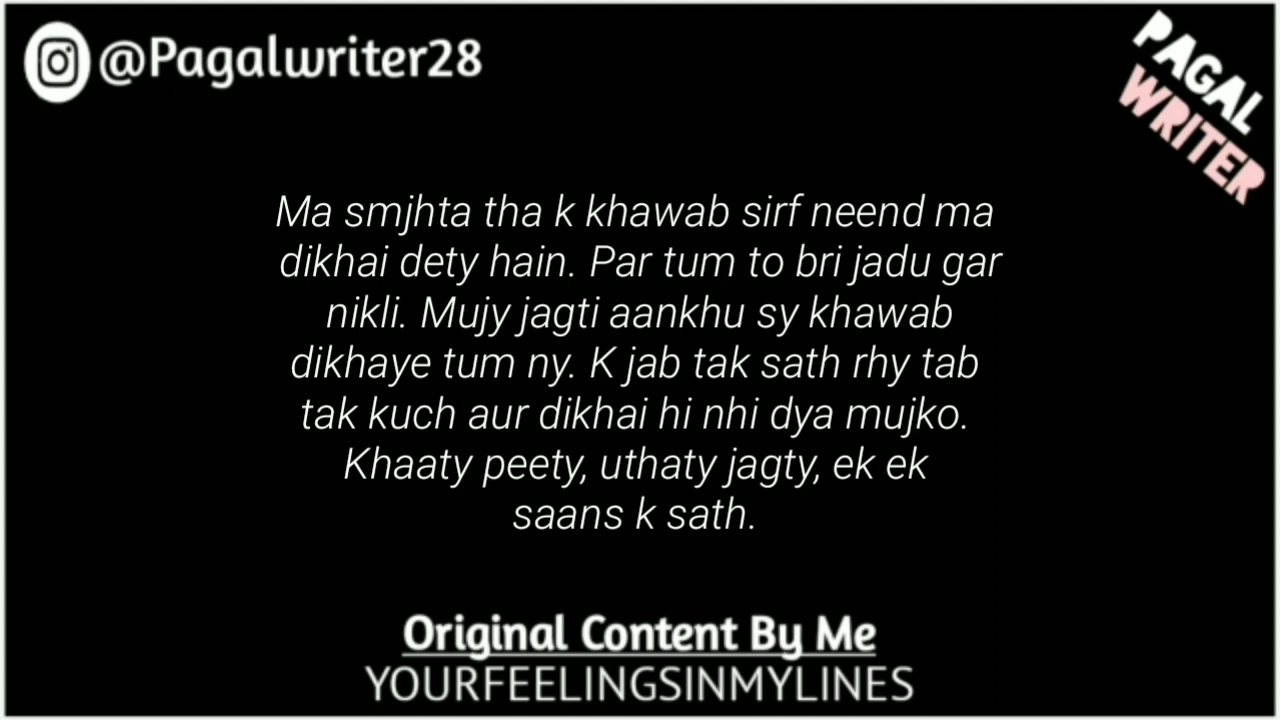 @Pagalwriter28
PAGAL
WRITER
Ma smjhta tha k khawab sirf neend ma
dikhai dety hain. Par tum to bri jadu gar
nikli. Mujy jagti aankhu sy khawab
dikhaye tum ny. K jab tak sath rhy tab
tak kuch aur dikhai hi nhi dya mujko.
Khaaty peety, uthaty jagty, ek ek
saans k sath.
Original Content By Me
YOURFEELINGSINMYLINES